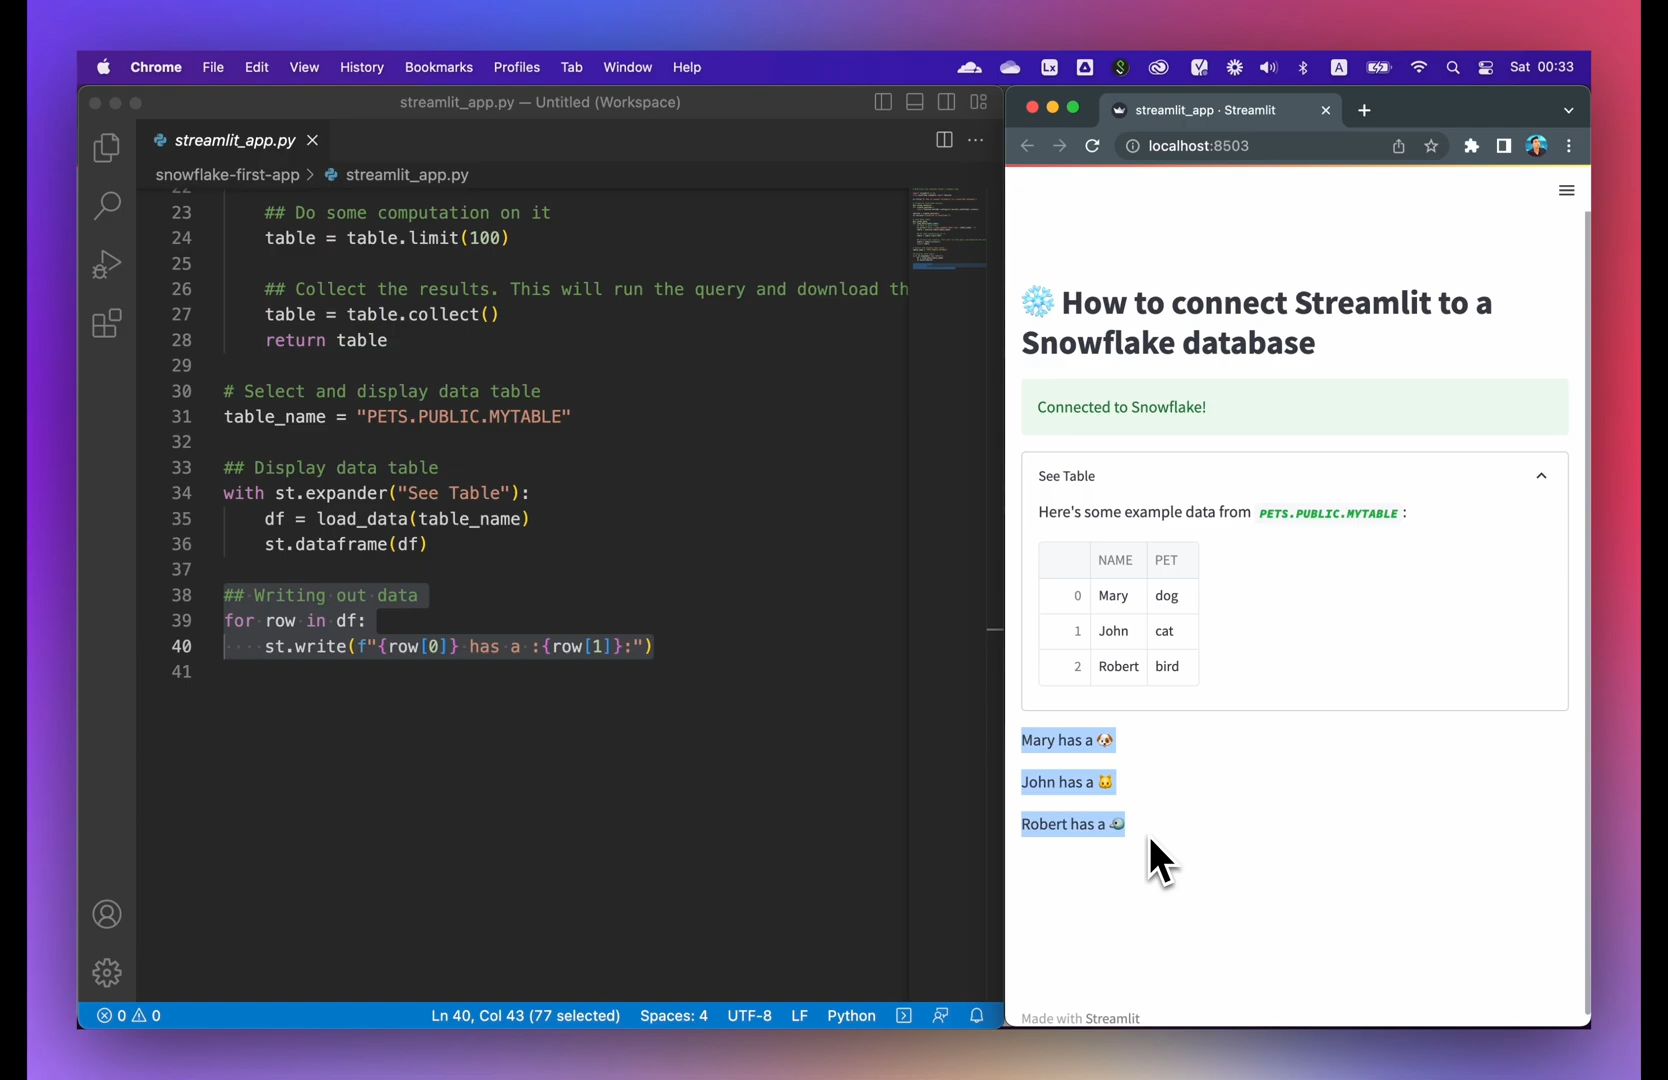 Chrome File Edit View History Bookmarks Profiles Tab Window Help Lx A Sat 00:33
streamlit_app.py — Untitled (Workspace)
streamlit_app.py
snowflake-first-app > streamlit_app.py
22
23 ## Do some computation on it
24 table = table.limit(100)
25
26 ## Collect the results. This will run the query and download th
27 table = table.collect()
28 return table
29
30 # Select and display data table
31 table_name = "PETS.PUBLIC.MYTABLE"
32
33 ## Display data table
34 with st.expander("See Table"):
35 df = load_data(table_name)
36 st.dataframe(df)
37
38 ## Writing out data
39 for row in df:
40 st.write(f"{row[0]} has a :{row[1]}:")
41
0 0 Ln 40, Col 43 (77 selected) Spaces: 4 UTF-8 LF Python
streamlit_app · Streamlit
localhost:8503
How to connect Streamlit to a
Snowflake database
Connected to Snowflake!
See Table
Here's some example data from PETS.PUBLIC.MYTABLE :
NAME PET
0 Mary dog
1 John cat
2 Robert bird
Mary has a 🐶
John has a 🐱
Robert has a 🐦
Made with Streamlit